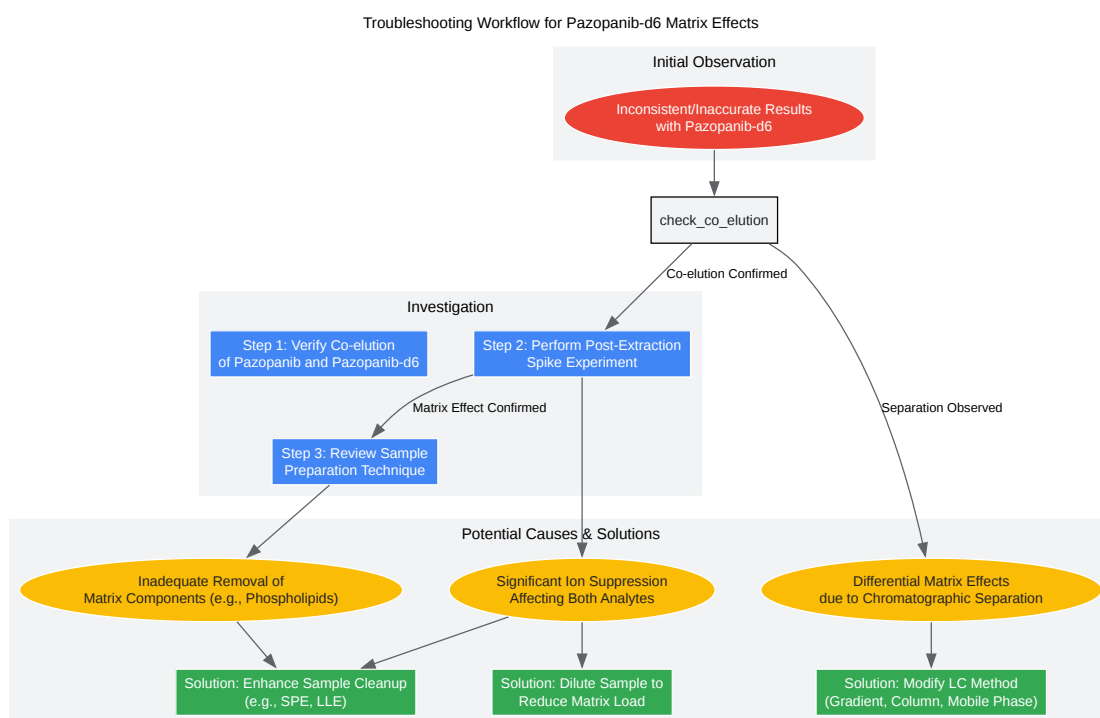 Troubleshooting Workflow for Pazopanib-d6 Matrix Effects
Initial Observation
Inconsistent/Inaccurate Results
with Pazopanib-d6
check_co_elution
Co-elution Confirmed
Investigation
Step 1: Verify Co-elution
of Pazopanib and Pazopanib-d6
Step 2: Perform Post-Extraction
Spike Experiment
Matrix Effect Confirmed
Separation Observed
Step 3: Review Sample
Preparation Technique
Potential Causes & Solutions
Inadequate Removal of
Matrix Components (e.g., Phospholipids)
Significant Ion Suppression
Affecting Both Analytes
Differential Matrix Effects
due to Chromatographic Separation
Solution: Enhance Sample Cleanup
(e.g., SPE, LLE)
Solution: Dilute Sample to
Reduce Matrix Load
Solution: Modify LC Method
(Gradient, Column, Mobile Phase)